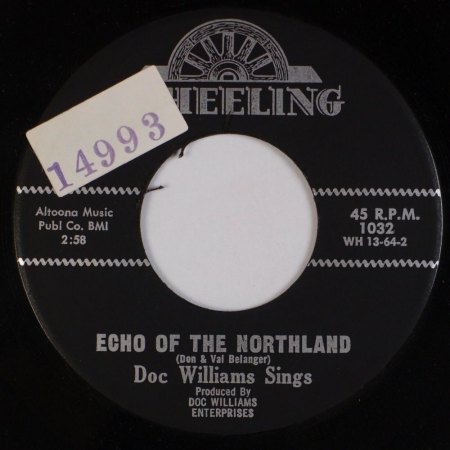 HEELING
14993
Altoona Music
Publ Co. BMI
2:58
45 R.P.M.
1032
WH 13-64-2
ECHO OF THE NORTHLAND
(Don & Val Belanger)
Doc Williams Sings
Produced By
DOC WILLIAMS
ENTERPRISES